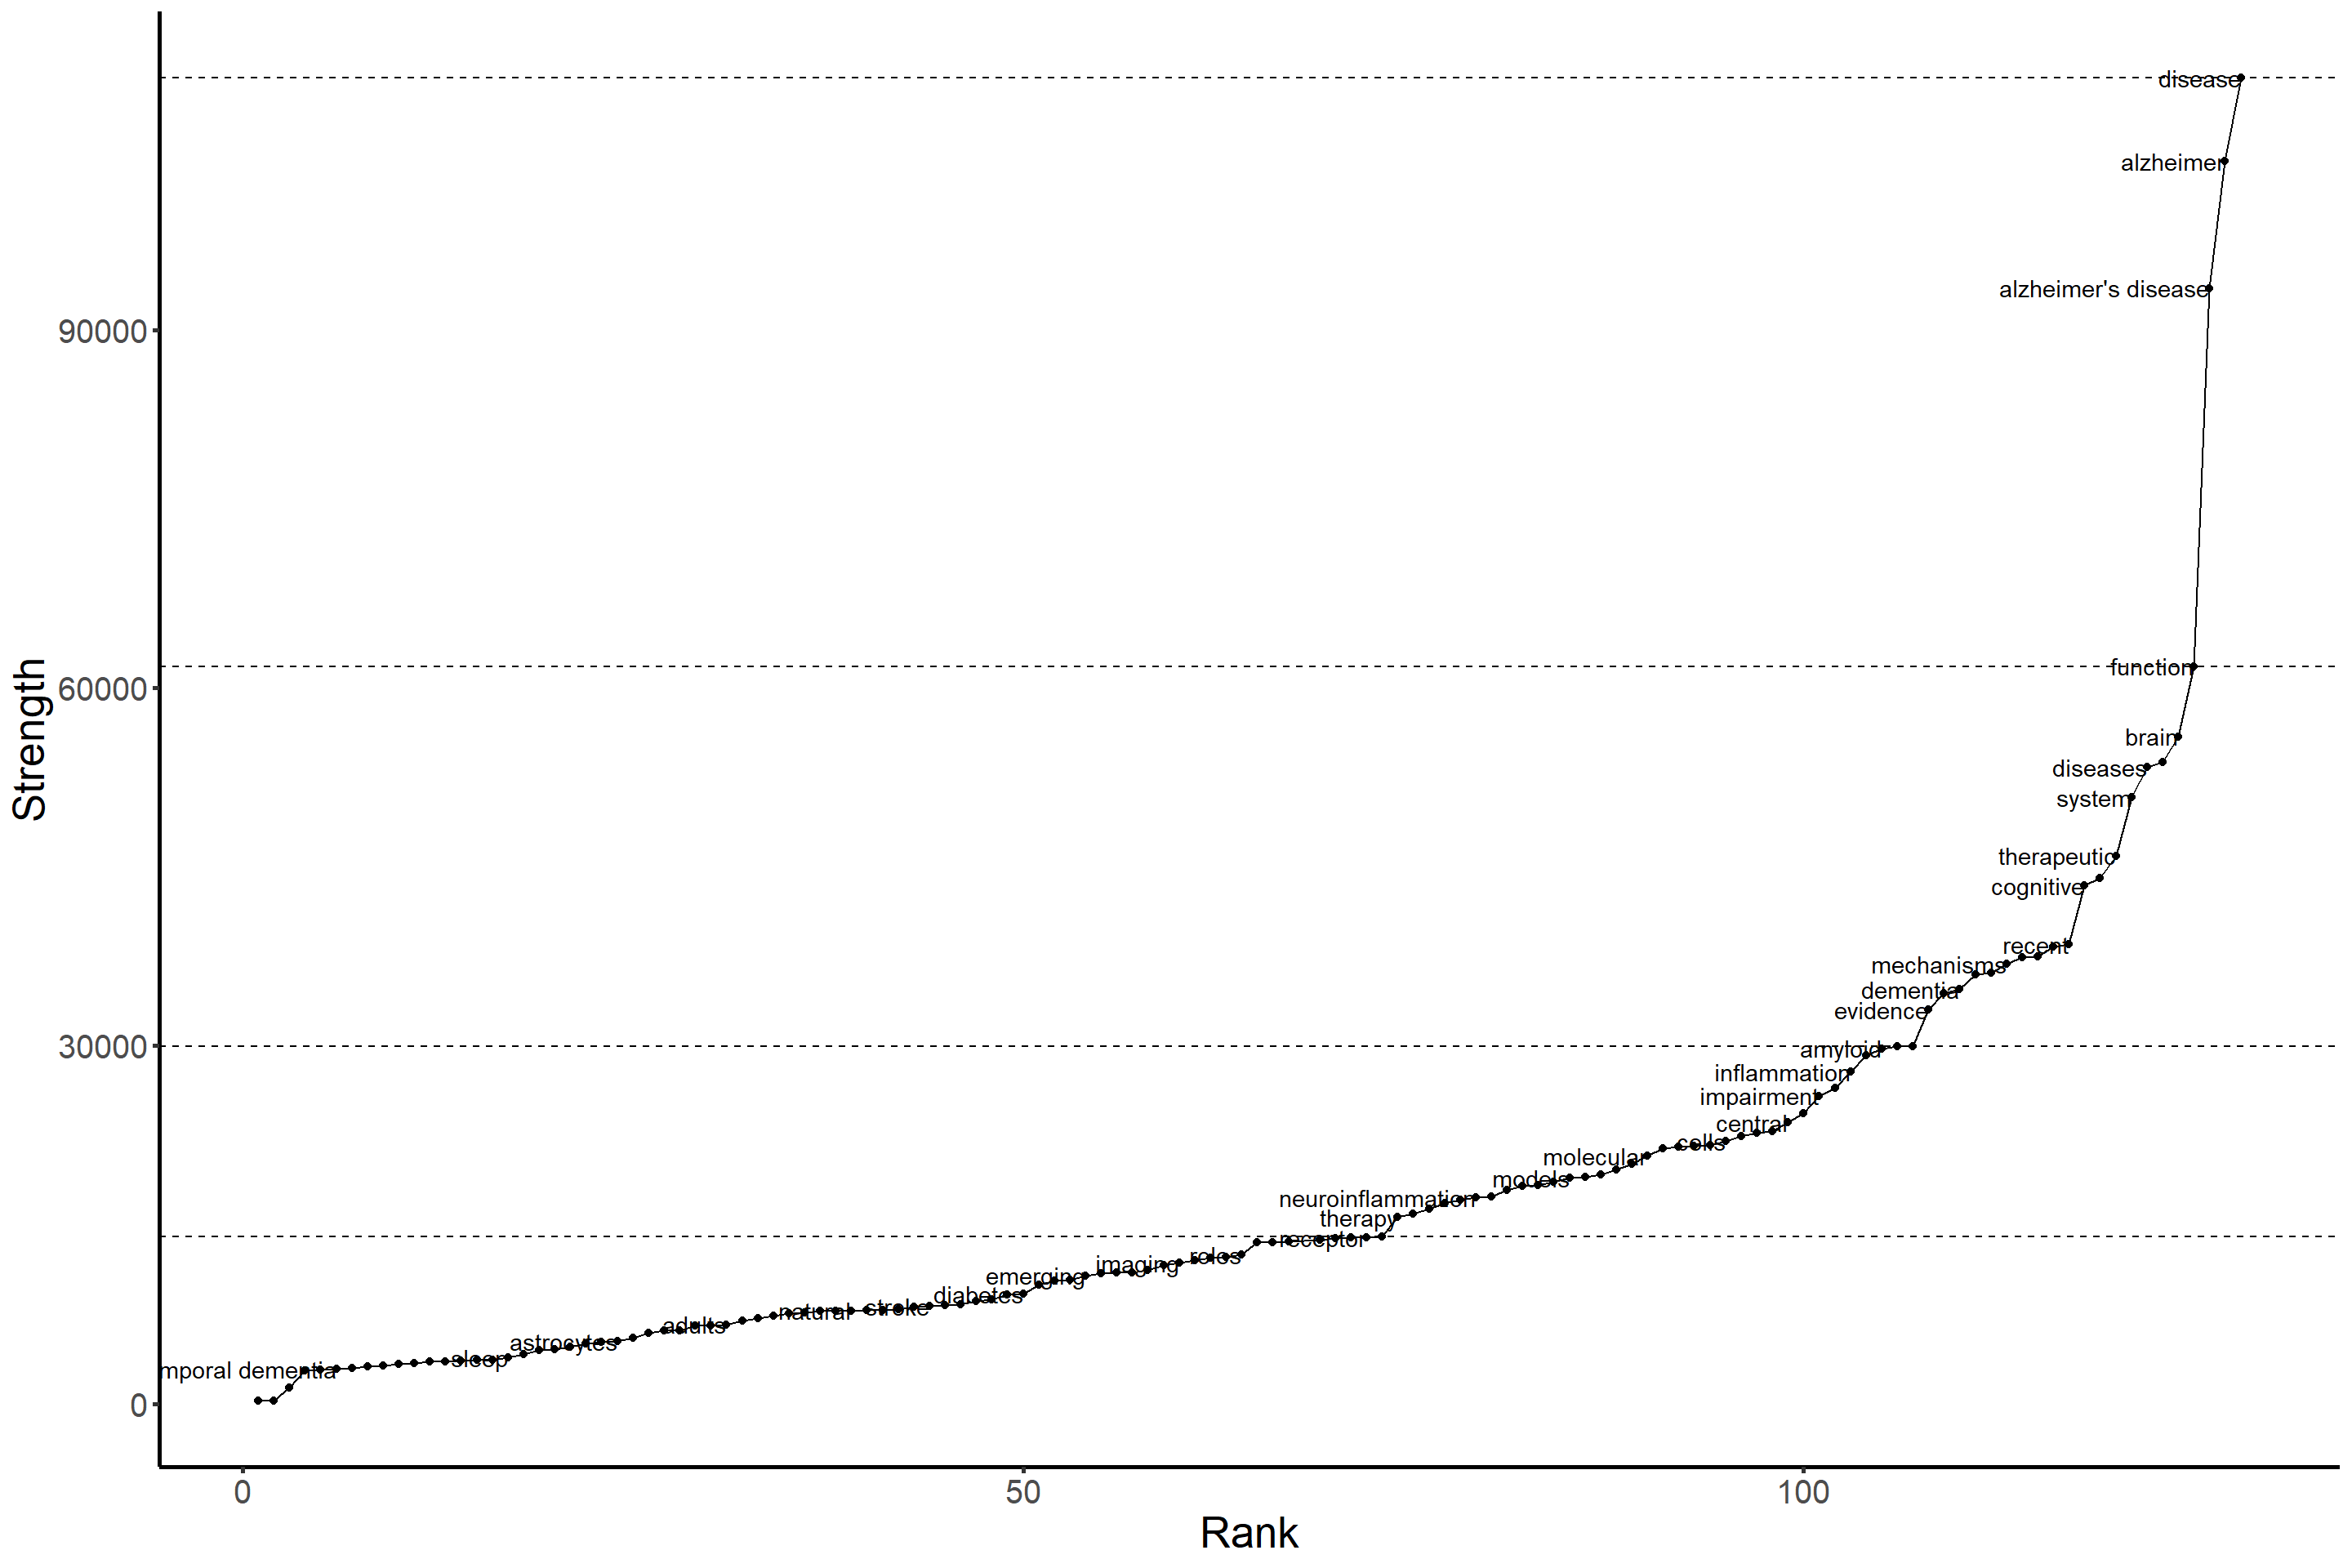 disease
alzheimer
alzheimer's disease
90000
function
60000
brain
diseases
system
therapeutic
cognitive
recent
mechanisms
dementia
evidence
30000
amyloid
inflammation
impairment
central
cells
molecular
models
neuroinflammation
therapy
receptor
roles
imaging
emerging
diabetes
stroke
natural
adults
astrocytes
sleep
mporal dementia
0
0
50
100
Rank
Strength